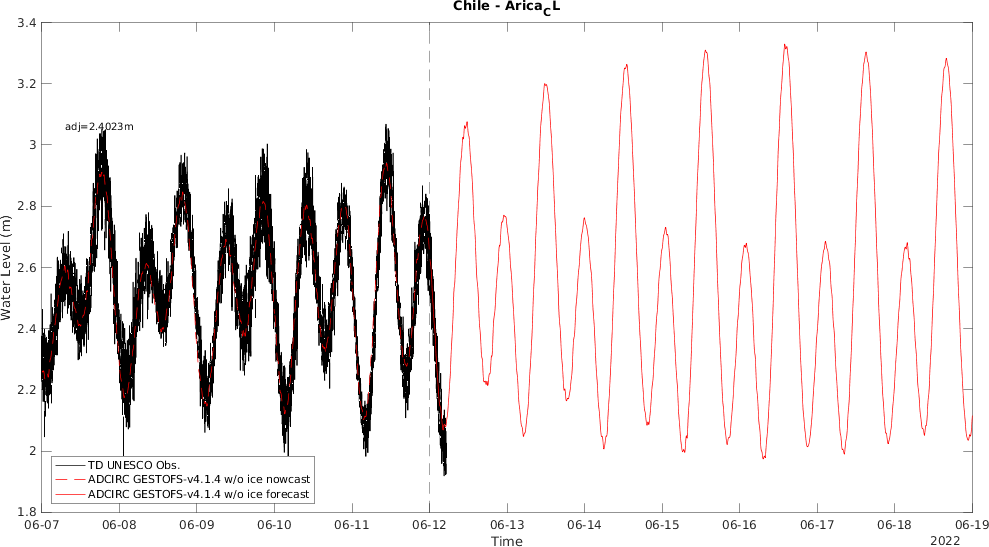 Chile - Arica_CL
3.4
3.2
3
2.8
2.6
2.4
2.2
2
1.8
Water Level (m)
adj=2.4023m
TD UNESCO Obs.
ADCIRC GESTOFS-v4.1.4 w/o ice nowcast
ADCIRC GESTOFS-v4.1.4 w/o ice forecast
06-07 06-08 06-09 06-10 06-11 06-12 06-13 06-14 06-15 06-16 06-17 06-18 06-19
Time
2022